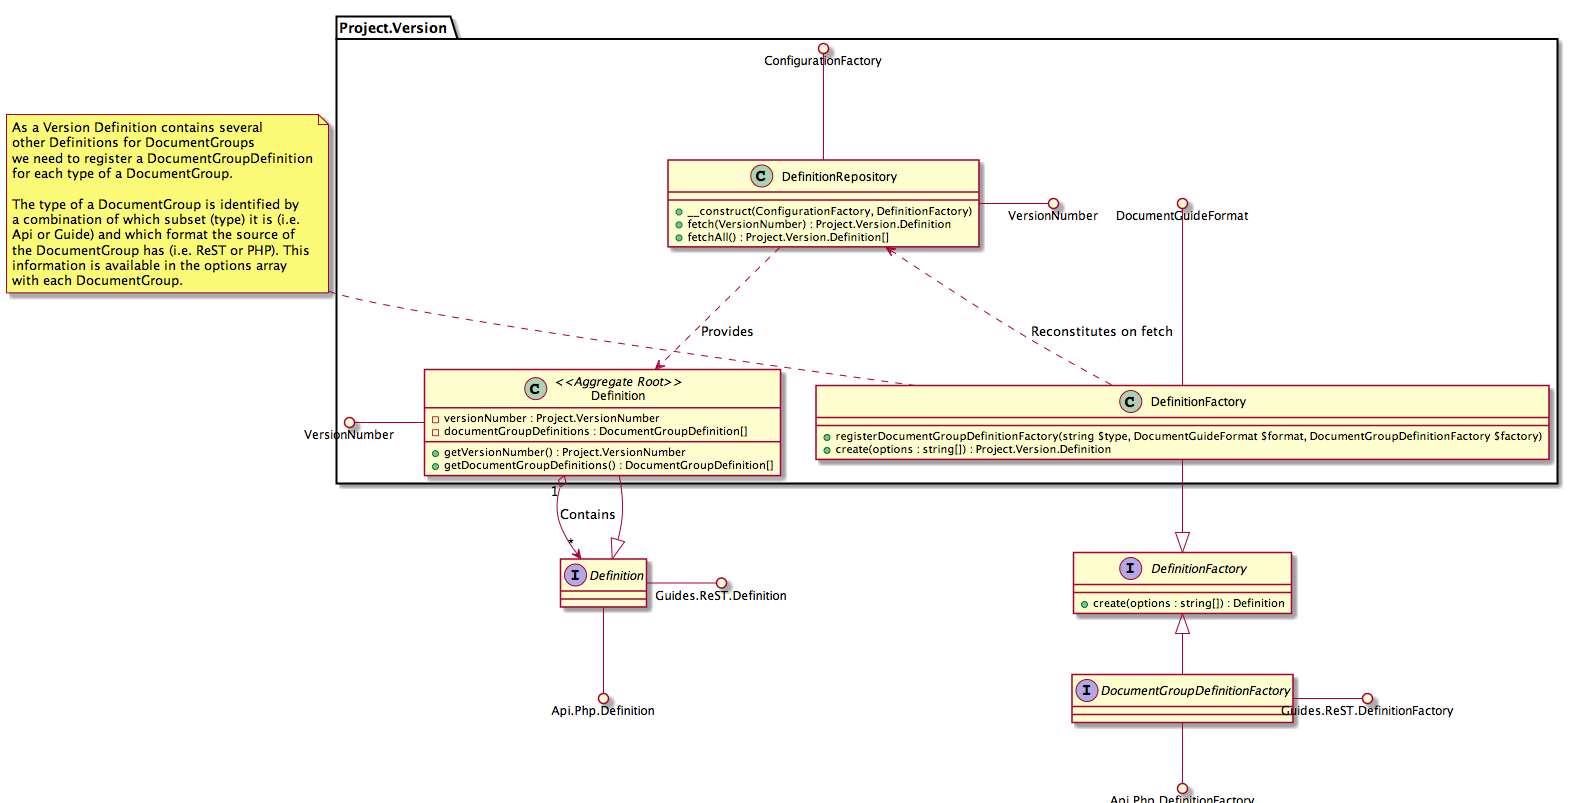 Project.Version
ConfigurationFactory
As a Version Definition contains several
other Definitions for DocumentGroups
we need to register a DocumentGroupDefinition
for each type of a DocumentGroup.
The type of a DocumentGroup is identified by
a combination of which subset (type) it is (i.e.
Api or Guide) and which format the source of
the DocumentGroup has (i.e. ReST or PHP). This
information is available in the options array
with each DocumentGroup.
C DefinitionRepository
__construct(ConfigurationFactory, DefinitionFactory)
fetch(VersionNumber) : Project.Version.Definition
fetchAll() : Project.Version.Definition[]
VersionNumber
DocumentGuideFormat
Provides
Reconstitutes on fetch
C <<Aggregate Root>>
Definition
versionNumber : Project.VersionNumber
documentGroupDefinitions : DocumentGroupDefinition[]
getVersionNumber() : Project.VersionNumber
getDocumentGroupDefinitions() : DocumentGroupDefinition[]
VersionNumber
C DefinitionFactory
registerDocumentGroupDefinitionFactory(string $type, DocumentGuideFormat $format, DocumentGroupDefinitionFactory $factory)
create(options : string[]) : Project.Version.Definition
1
Contains
*
I Definition
Guides.ReST.Definition
Api.Php.Definition
I DefinitionFactory
create(options : string[]) : Definition
I DocumentGroupDefinitionFactory
Guides.ReST.DefinitionFactory
Api.Php.DefinitionFactory